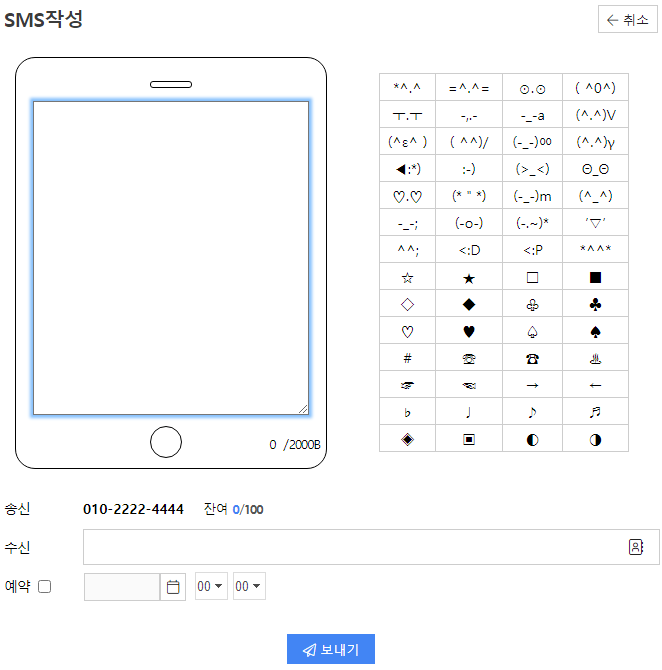 SMS작성
← 취소
*^.^ =^.^= ⊙.⊙ ( ^0^)
ㅜ.ㅜ -,.- -_-a (^.^)V
(^ε^ ) ( ^^)/ (-_-)oo (^.^)γ
◀:*) :-) (>_<) Θ_Θ
♡.♡ (* " *) (-_-)m (^_^)
-_-; (-o-) (-.~)* ′▽′
^^; <:D <:P *^^*
☆ ★ □ ■
◇ ◆ ♧ ♣
♡ ♥ ♤ ♠
# ☏ ☎ ♨
☞ ☜ → ←
♭ ♩ ♪ ♬
◈ ▣ ◐ ◑
0 /2000B
송신 010-2222-4444 잔여 0/100
수신
예약 00 00
보내기